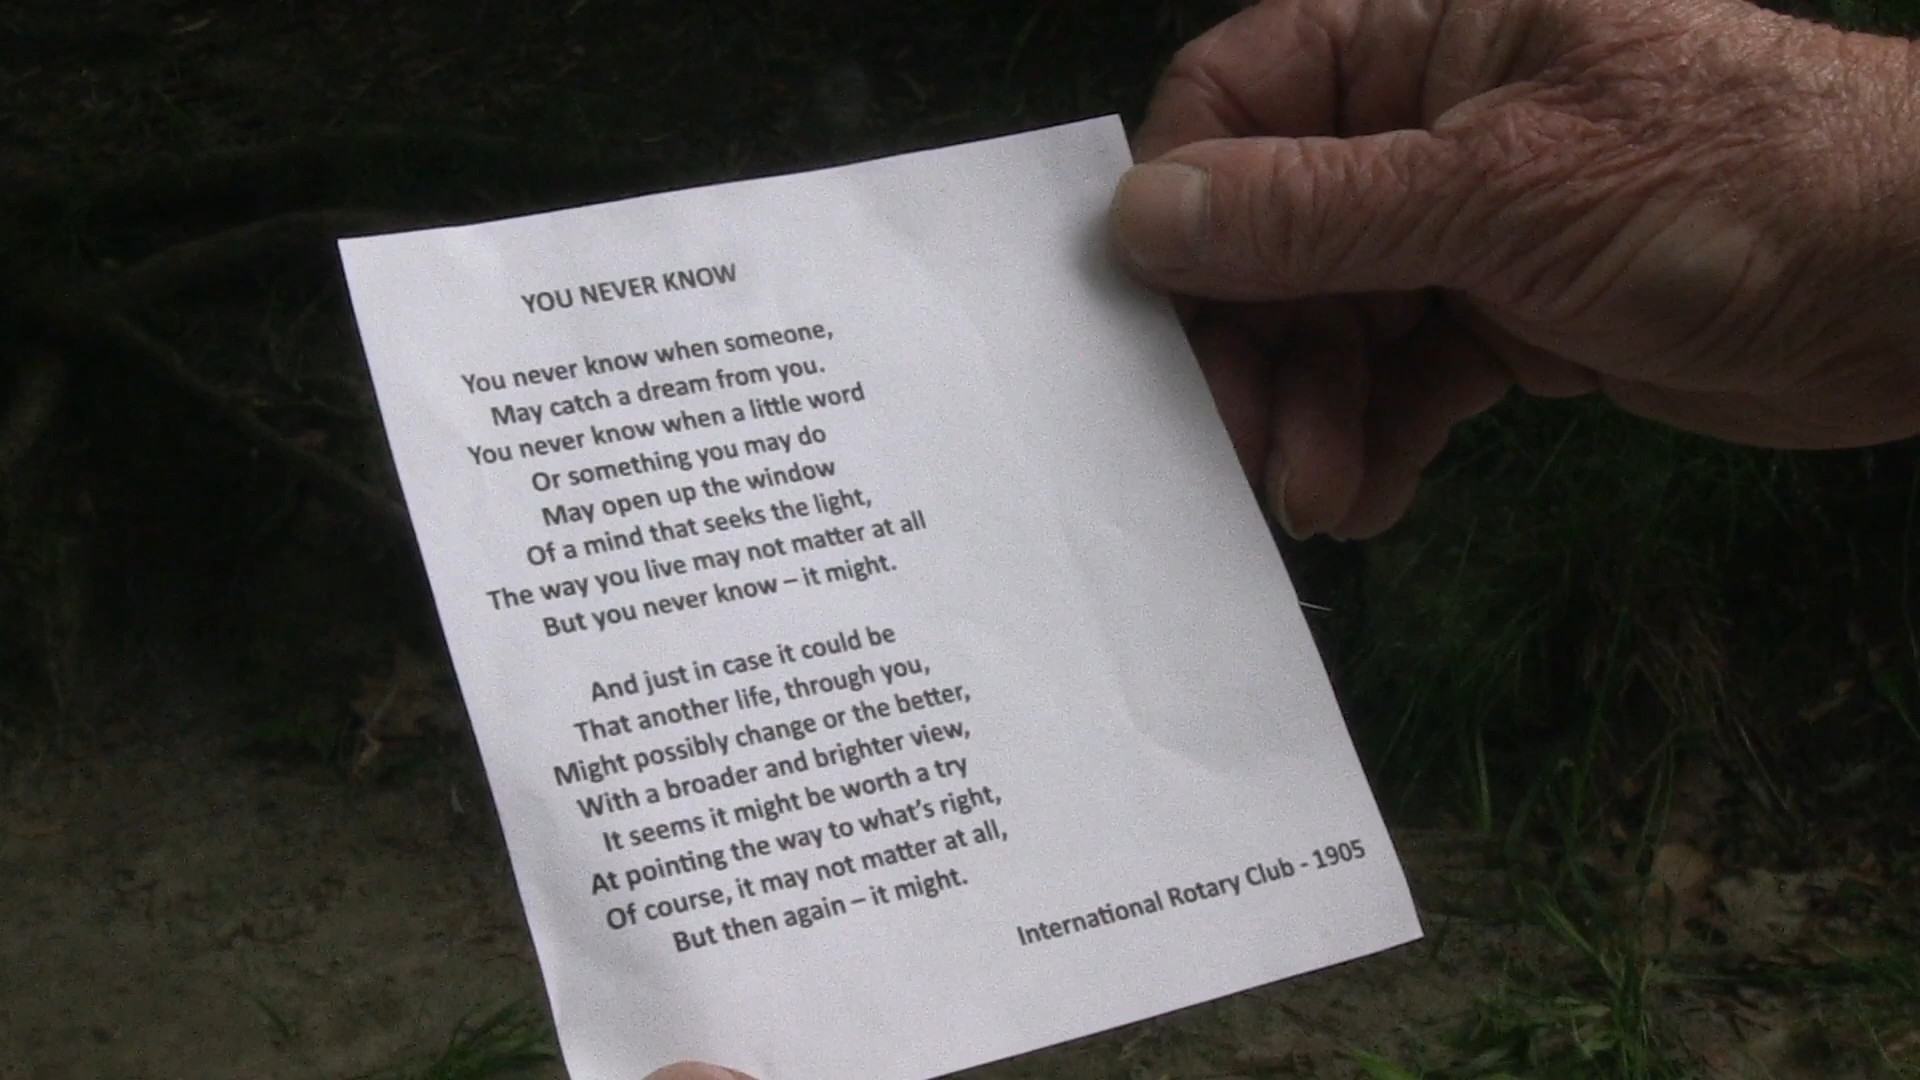 YOU NEVER KNOW
You never know when someone,
May catch a dream from you.
You never know when a little word
Or something you may do
May open up the window
Of a mind that seeks the light,
The way you live may not matter at all
But you never know – it might.
And just in case it could be
That another life, through you,
Might possibly change or the better,
With a broader and brighter view,
It seems it might be worth a try
At pointing the way to what's right,
Of course, it may not matter at all,
But then again – it might.
International Rotary Club - 1905